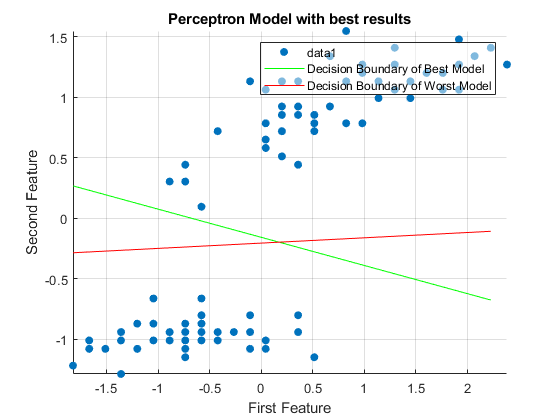 Perceptron Model with best results
data1
Decision Boundary of Best Model
Decision Boundary of Worst Model
1.5
1
0.5
0
-0.5
-1
Second Feature
-1.5
-1
-0.5
0
0.5
1
1.5
2
First Feature